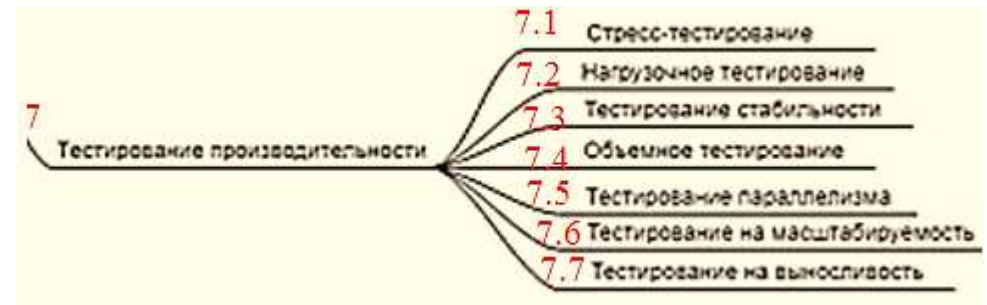 7.1 Стресс-тестирование
7.2 Нагрузочное тестирование
7.3 Тестирование стабильности
7 Тестирование производительности
7.4 Объемное тестирование
7.5 Тестирование параллелизма
7.6 Тестирование на масштабируемость
7.7 Тестирование на выносливость